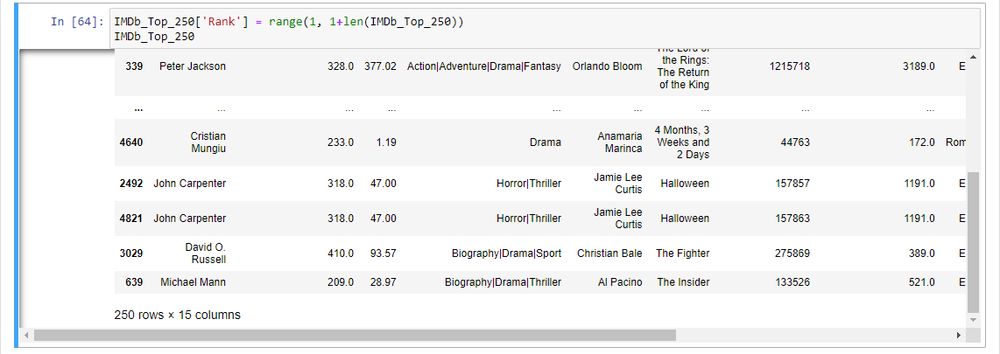 In [64]: IMDb_Top_250['Rank'] = range(1, 1+len(IMDb_Top_250))
IMDb_Top_250
339 Peter Jackson 328.0 377.02 Action|Adventure|Drama|Fantasy Orlando Bloom the Rings: The Return of the King 1215718 3189.0 E
... ... ... ... ... ... ... ... ...
4640 Cristian Mungiu 233.0 1.19 Drama Anamaria Marinca 4 Months, 3 Weeks and 2 Days 44763 172.0 Rom
2492 John Carpenter 318.0 47.00 Horror|Thriller Jamie Lee Curtis Halloween 157857 1191.0 E
4821 John Carpenter 318.0 47.00 Horror|Thriller Jamie Lee Curtis Halloween 157863 1191.0 E
3029 David O. Russell 410.0 93.57 Biography|Drama|Sport Christian Bale The Fighter 275869 389.0 E
639 Michael Mann 209.0 28.97 Biography|Drama|Thriller Al Pacino The Insider 133526 521.0 E
250 rows × 15 columns